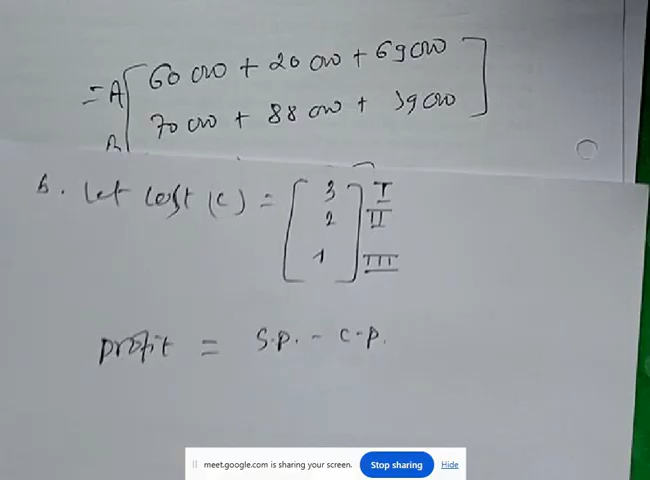 = A [ 60000 + 20000 + 69000 ]
B [ 70000 + 88000 + 39000 ]
b. Let Cost (C) = [ 3 ] I
[ 2 ] II
[ 1 ] III
profit = S.p. - C.p.
meet.google.com is sharing your screen. Stop sharing Hide